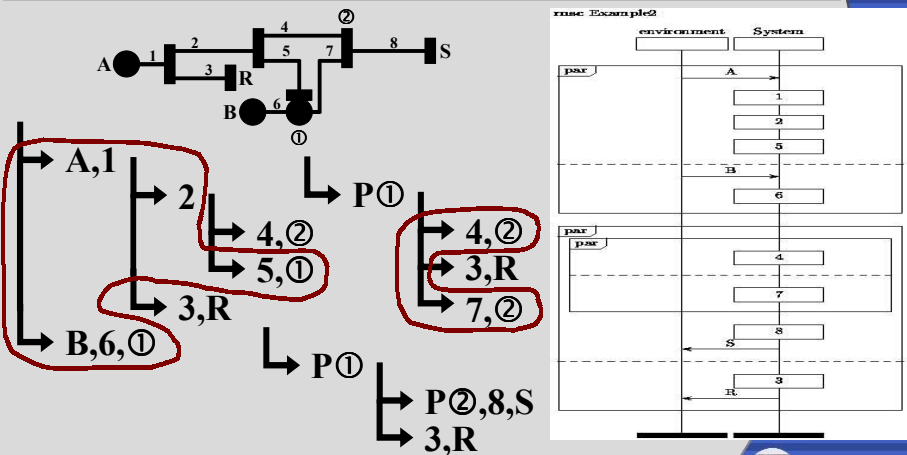 4 ②
2 5 7 8 S
A 1
3 R
B 6
①
A,1
2
4,②
5,①
3,R
B,6,①
P①
4,②
3,R
7,②
P①
P②,8,S
3,R
msc Example2
environment System
par
A
1
2
5
B
6
par
par
4
7
8
S
3
R